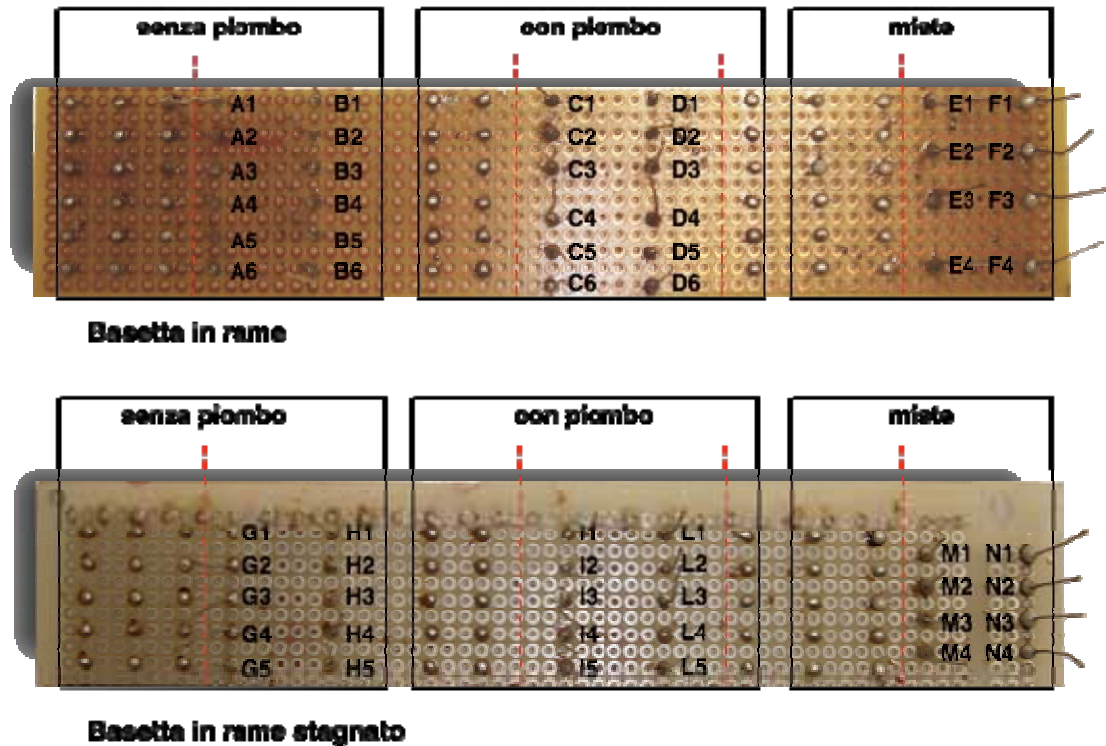 senza piombo con piombo miste
A1 B1 C1 D1 E1 F1
A2 B2 C2 D2 E2 F2
A3 B3 C3 D3 E3 F3
A4 B4 C4 D4 E4 F4
A5 B5 C5 D5
A6 B6 C6 D6
Basetta in rame
senza piombo con piombo miste
G1 H1 I1 L1 M1 N1
G2 H2 I2 L2 M2 N2
G3 H3 I3 L3 M3 N3
G4 H4 I4 L4 M4 N4
G5 H5 I5 L5
Basetta in rame stagnato